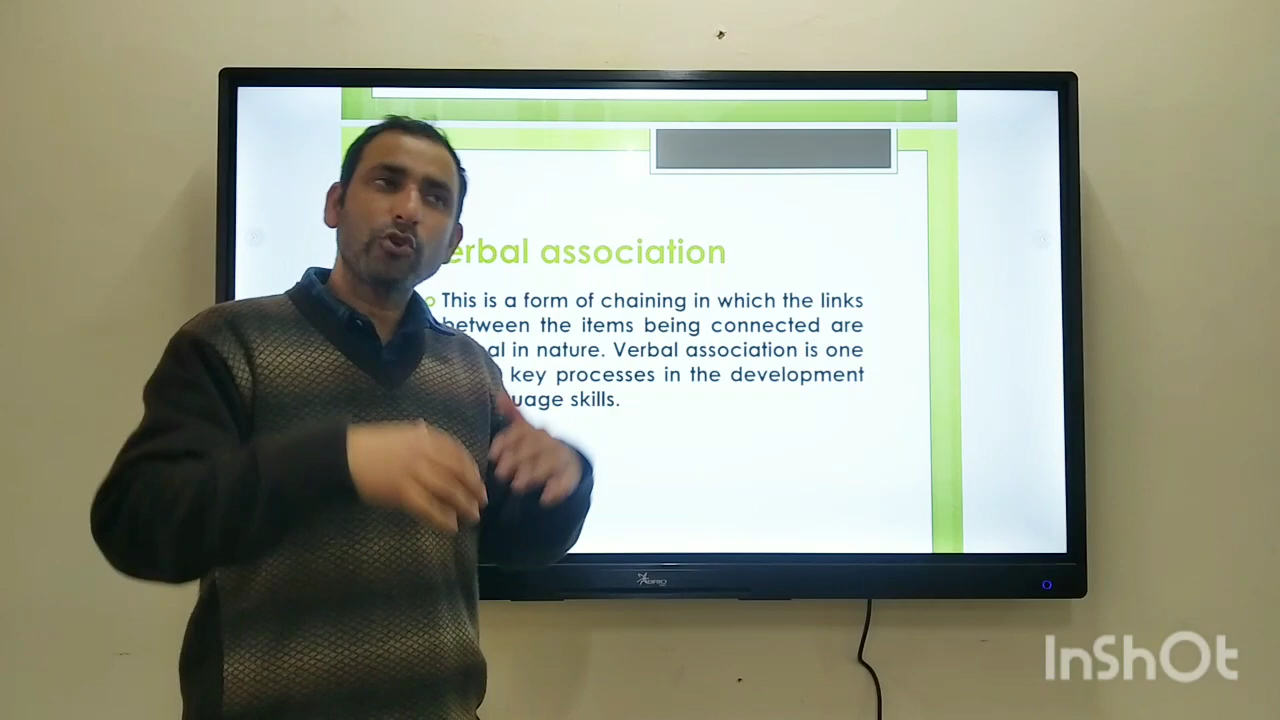 erbal association
This is a form of chaining in which the links
between the items being connected are
al in nature. Verbal association is one
key processes in the development
uage skills.
InShOt